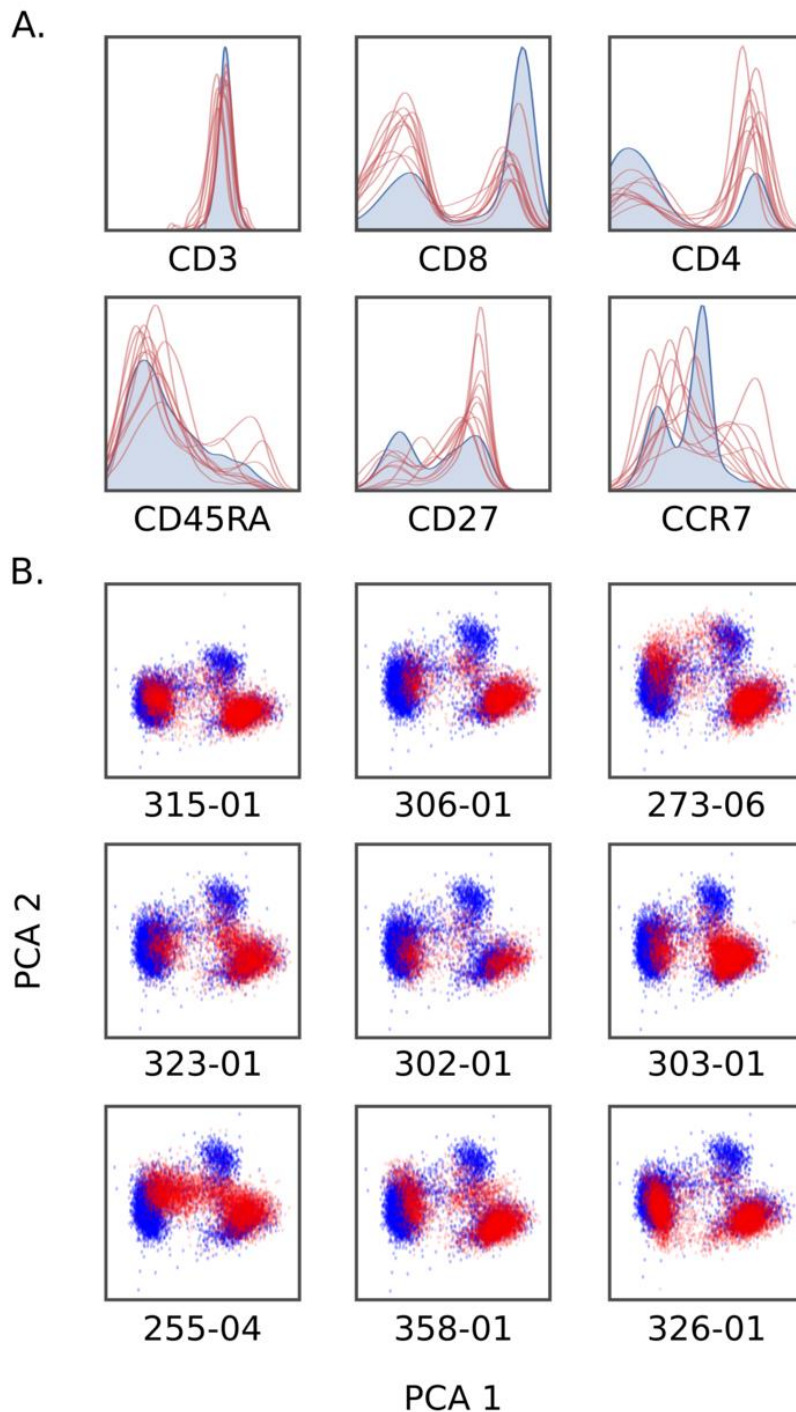 A.
CD3 CD8 CD4
CD45RA CD27 CCR7
B.
315-01 306-01 273-06
323-01 302-01 303-01
PCA 2
255-04 358-01 326-01
PCA 1